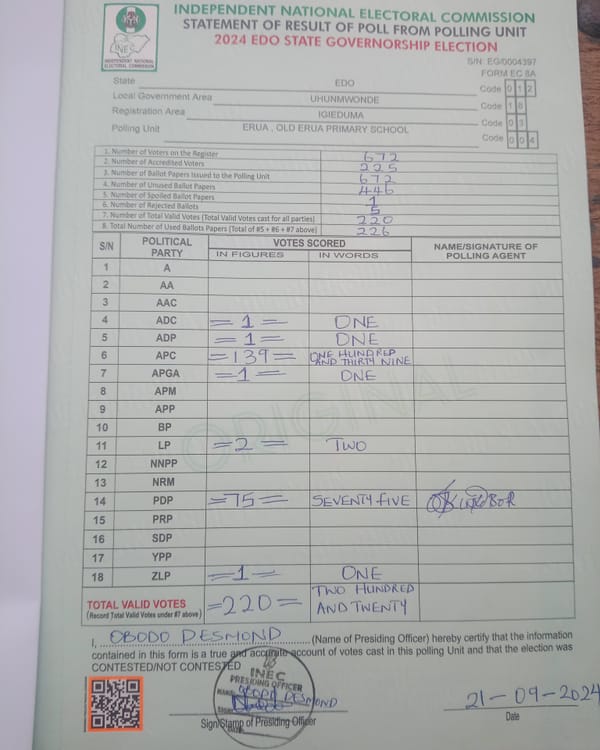 INDEPENDENT NATIONAL ELECTORAL COMMISSION
STATEMENT OF RESULT OF POLL FROM POLLING UNIT
2024 EDO STATE GOVERNORSHIP ELECTION
INEC
INDEPENDENT NATIONAL
ELECTORAL COMMISSION
S/N: EG/0004397
FORM EC 8A
State EDO Code 0 1 2
Local Government Area UHUNMWONDE Code 1 8
Registration Area IGIEDUMA Code 0 3
Polling Unit ERUA , OLD ERUA PRIMARY SCHOOL Code 0 0 4
1. Number of Voters on the Register 672
2. Number of Accredited Voters 225
3. Number of Ballot Papers Issued to the Polling Unit 672
4. Number of Unused Ballot Papers 446
5. Number of Spoiled Ballot Papers 1
6. Number of Rejected Ballots 5
7. Number of Total Valid Votes (Total Valid Votes cast for all parties) 220
8. Total Number of Used Ballots Papers (Total of #5 + #6 + #7 above) 226
S/N POLITICAL PARTY VOTES SCORED NAME/SIGNATURE OF POLLING AGENT
IN FIGURES IN WORDS
1 A
2 AA
3 AAC
4 ADC =1= ONE
5 ADP =1= ONE
6 APC =139= ONE HUNDRED AND THIRTY NINE
7 APGA =1= ONE
8 APM
9 APP
10 BP
11 LP =2= TWO
12 NNPP
13 NRM
14 PDP =75= SEVENTY FIVE
15 PRP
16 SDP
17 YPP
18 ZLP =1= ONE
TOTAL VALID VOTES =220= TWO HUNDRED AND TWENTY
(Record Total Valid Votes under #7 above)
ORIGINAL
I, OBODO DESMOND (Name of Presiding Officer) hereby certify that the information
contained in this form is a true and accurate account of votes cast in this polling Unit and that the election was
CONTESTED/NOT CONTESTED
INEC
PRESIDING OFFICER
OBODO DESMOND
21-09-2024
Sign/Stamp of Presiding Officer
Date